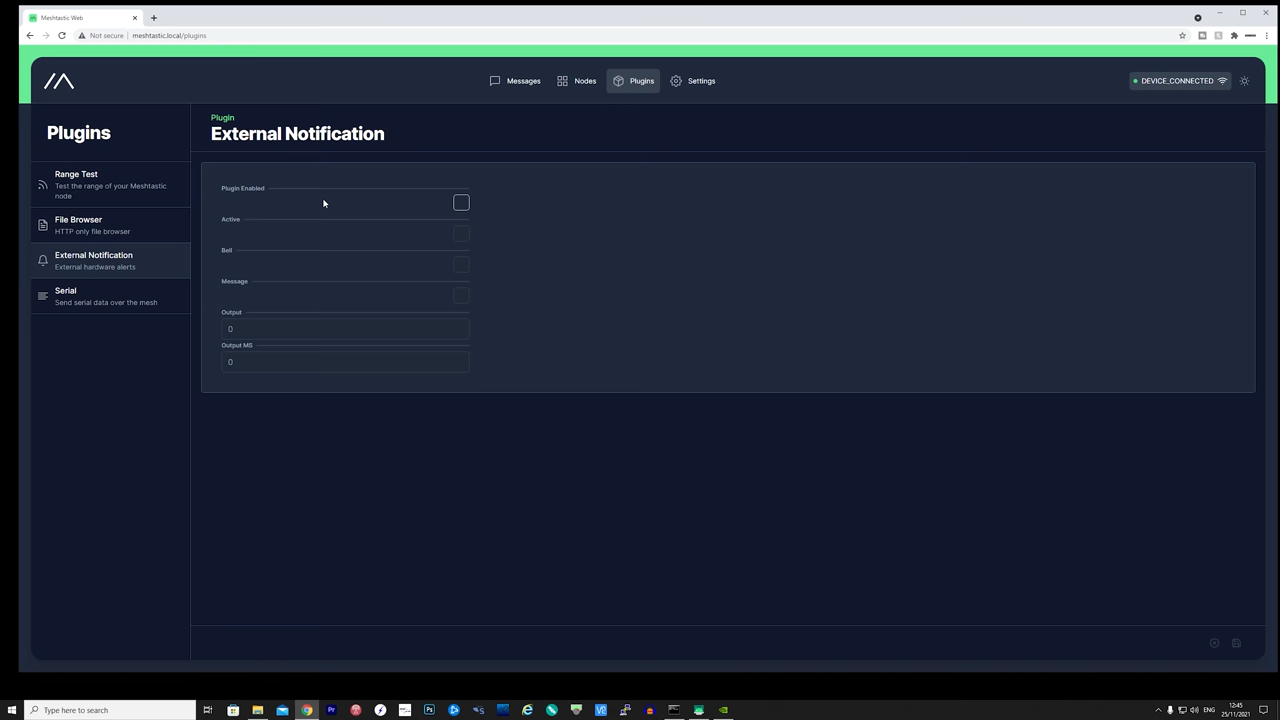 Meshtastic Web
Not secure
meshtastic.local/plugins
Messages
Nodes
Plugins
Settings
DEVICE_CONNECTED
Plugins
Range Test
Test the range of your Meshtastic
node
File Browser
HTTP only file browser
External Notification
External hardware alerts
Serial
Send serial data over the mesh
Plugin
External Notification
Plugin Enabled
Active
Bell
Message
Output
0
Output MS
0
Type here to search
ENG
12:45
25/11/2021